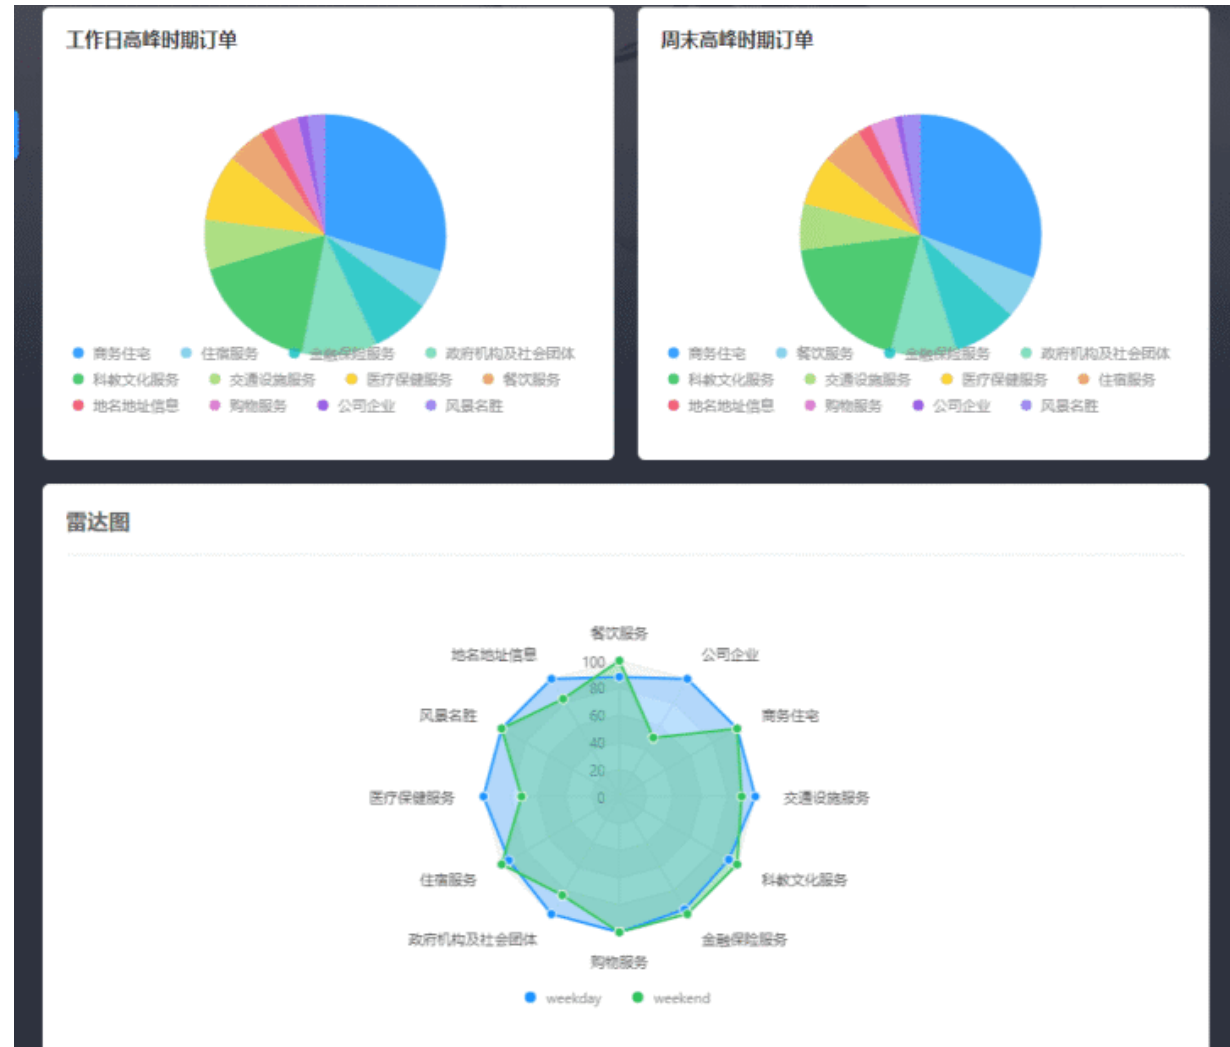 工作日高峰时期订单
周末高峰时期订单
商务住宅 住宿服务 金融保险服务 政府机构及社会团体
科教文化服务 交通设施服务 医疗保健服务 餐饮服务
地名地址信息 购物服务 公司企业 风景名胜
商务住宅 餐饮服务 金融保险服务 政府机构及社会团体
科教文化服务 交通设施服务 医疗保健服务 住宿服务
地名地址信息 购物服务 公司企业 风景名胜
雷达图
餐饮服务
地名地址信息 公司企业
100
80
风景名胜 商务住宅
60
40
20
医疗保健服务 0 交通设施服务
住宿服务 科教文化服务
政府机构及社会团体 金融保险服务
购物服务
weekday weekend